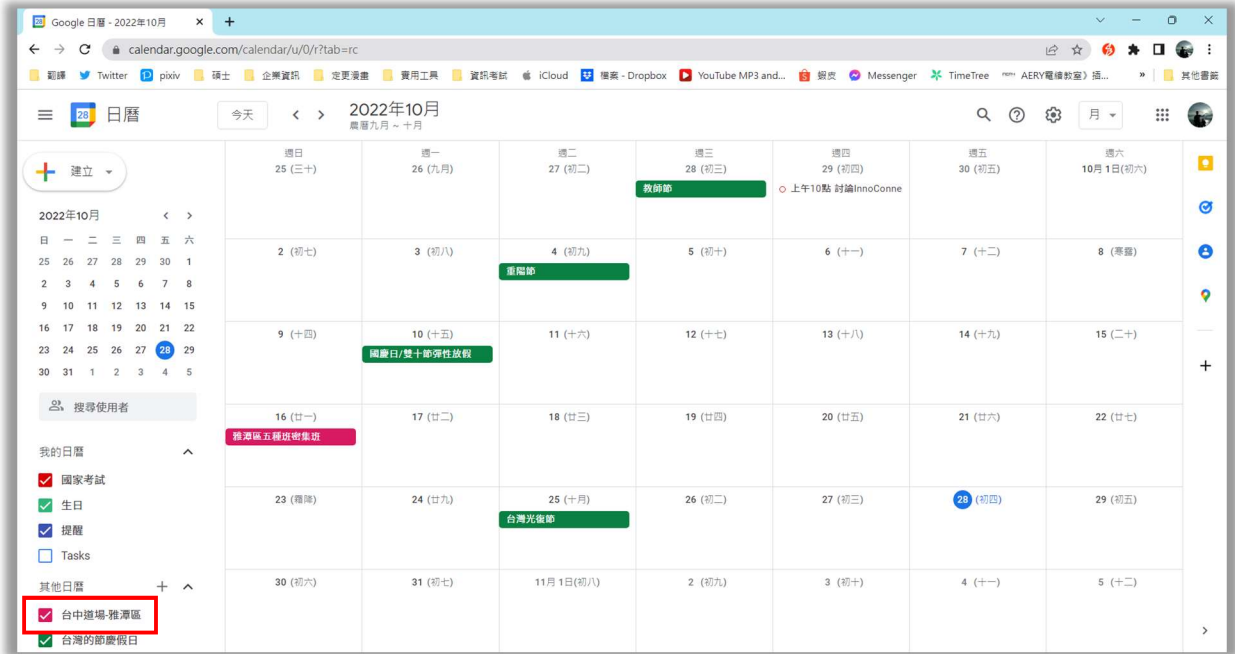 Google 日曆 - 2022年10月
calendar.google.com/calendar/u/0/r?tab=rc
翻譯 Twitter pixiv 碩士 企業資訊 定更漫畫 實用工具 資訊考試 iCloud 檔案 - Dropbox YouTube MP3 and... 蝦皮 Messenger TimeTree AERY電繪教室》插... » 其他書籤
28 日曆 今天 2022年10月 月
農曆九月 ~ 十月
建立
週日 週一 週二 週三 週四 週五 週六
25 (三十) 26 (九月) 27 (初二) 28 (初三) 29 (初四) 30 (初五) 10月 1日(初六)
教師節 上午10點 討論InnoConne
2022年10月
日 一 二 三 四 五 六
25 26 27 28 29 30 1
2 3 4 5 6 7 8
9 10 11 12 13 14 15
16 17 18 19 20 21 22
23 24 25 26 27 28 29
30 31 1 2 3 4 5
2 (初七) 3 (初八) 4 (初九) 5 (初十) 6 (十一) 7 (十二) 8 (寒露)
重陽節
9 (十四) 10 (十五) 11 (十六) 12 (十七) 13 (十八) 14 (十九) 15 (二十)
國慶日/雙十節彈性放假
搜尋使用者
16 (廿一) 17 (廿二) 18 (廿三) 19 (廿四) 20 (廿五) 21 (廿六) 22 (廿七)
雅潭區五種班密集班
我的日曆
國家考試
生日
提醒
Tasks
23 (霜降) 24 (廿九) 25 (十月) 26 (初二) 27 (初三) 28 (初四) 29 (初五)
台灣光復節
其他日曆
台中道場-雅潭區
台灣的節慶假日
30 (初六) 31 (初七) 11月 1日(初八) 2 (初九) 3 (初十) 4 (十一) 5 (十二)